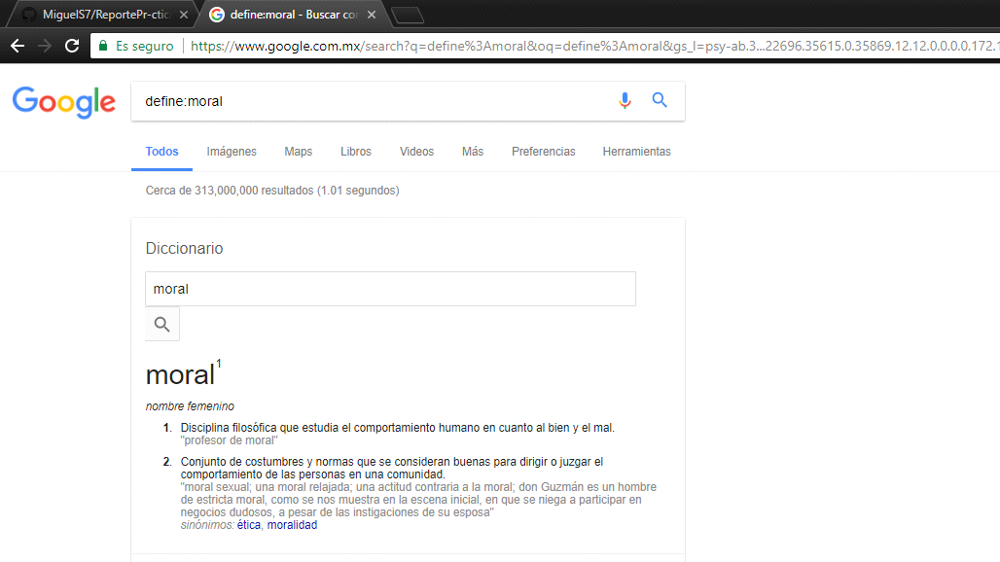 MiguelS7/ReportePr-ctic
define:moral - Buscar con
Es seguro
https://www.google.com.mx/search?q=define%3Amoral&oq=define%3Amoral&gs_l=psy-ab.3...22696.35615.0.35869.12.12.0.0.0.0.172.1
Google
define:moral
Todos Imágenes Maps Libros Videos Más Preferencias Herramientas
Cerca de 313,000,000 resultados (1.01 segundos)
Diccionario
moral
moral1
nombre femenino
1. Disciplina filosófica que estudia el comportamiento humano en cuanto al bien y el mal.
"profesor de moral"
2. Conjunto de costumbres y normas que se consideran buenas para dirigir o juzgar el
comportamiento de las personas en una comunidad.
"moral sexual; una moral relajada; una actitud contraria a la moral; don Guzmán es un hombre
de estricta moral, como se nos muestra en la escena inicial, en que se niega a participar en
negocios dudosos, a pesar de las instigaciones de su esposa"
sinónimos: ética, moralidad